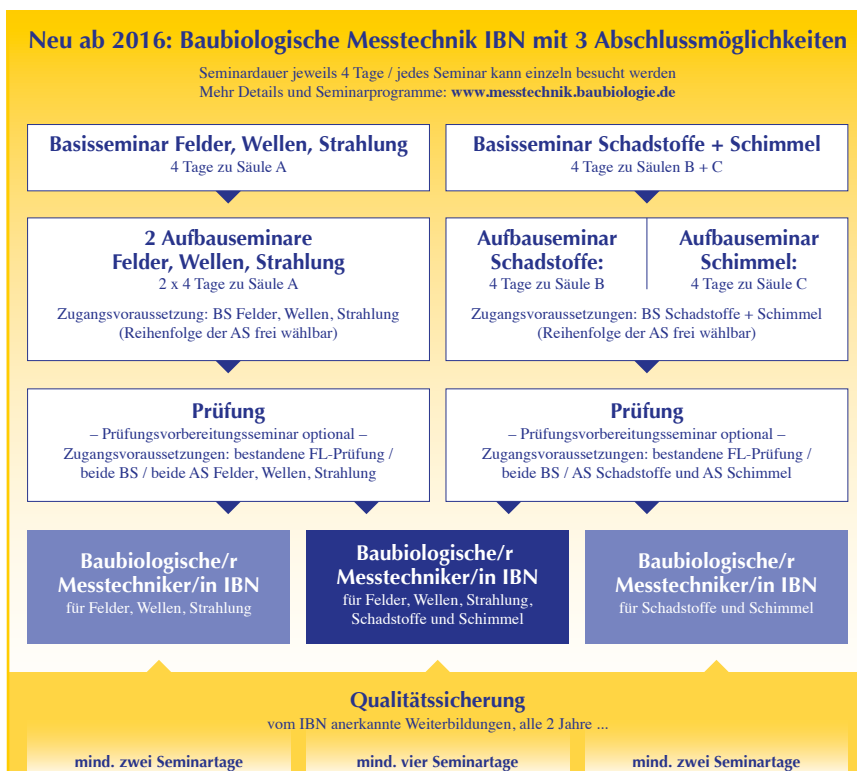 Neu ab 2016: Baubiologische Messtechnik IBN mit 3 Abschlussmöglichkeiten
Seminardauer jeweils 4 Tage / jedes Seminar kann einzeln besucht werden
Mehr Details und Seminarprogramme: www.messtechnik.baubiologie.de
Basisseminar Felder, Wellen, Strahlung
4 Tage zu Säule A
Basisseminar Schadstoffe + Schimmel
4 Tage zu Säulen B + C
2 Aufbauseminare
Felder, Wellen, Strahlung
2 x 4 Tage zu Säule A
Zugangsvoraussetzung: BS Felder, Wellen, Strahlung
(Reihenfolge der AS frei wählbar)
Aufbauseminar
Schadstoffe:
4 Tage zu Säule B
Aufbauseminar
Schimmel:
4 Tage zu Säule C
Zugangsvoraussetzungen: BS Schadstoffe + Schimmel
(Reihenfolge der AS frei wählbar)
Prüfung
– Prüfungsvorbereitungsseminar optional –
Zugangsvoraussetzungen: bestandene FL-Prüfung /
beide BS / beide AS Felder, Wellen, Strahlung
Prüfung
– Prüfungsvorbereitungsseminar optional –
Zugangsvoraussetzungen: bestandene FL-Prüfung /
beide BS / AS Schadstoffe und AS Schimmel
Baubiologische/r
Messtechniker/in IBN
für Felder, Wellen, Strahlung
Baubiologische/r
Messtechniker/in IBN
für Felder, Wellen, Strahlung,
Schadstoffe und Schimmel
Baubiologische/r
Messtechniker/in IBN
für Schadstoffe und Schimmel
Qualitätssicherung
vom IBN anerkannte Weiterbildungen, alle 2 Jahre ...
mind. zwei Seminartage
mind. vier Seminartage
mind. zwei Seminartage